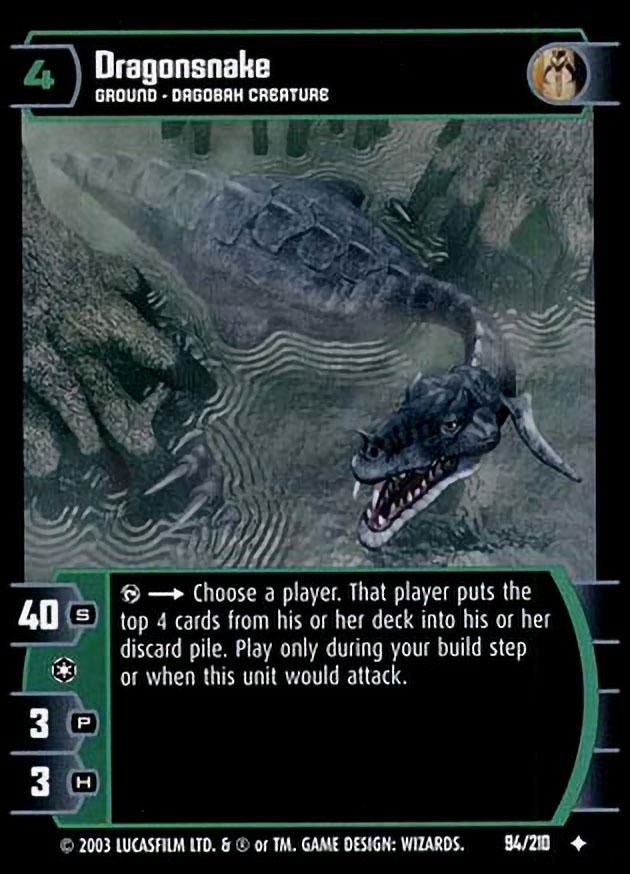 4
Dragonsnake
GROUND - DAGOBAH CREATURE
Choose a player. That player puts the
top 4 cards from his or her deck into his or her
discard pile. Play only during your build step
or when this unit would attack.
40 S
3 P
3 H
© 2003 LUCASFILM LTD. & ® or TM. GAME DESIGN: WIZARDS.
94/210